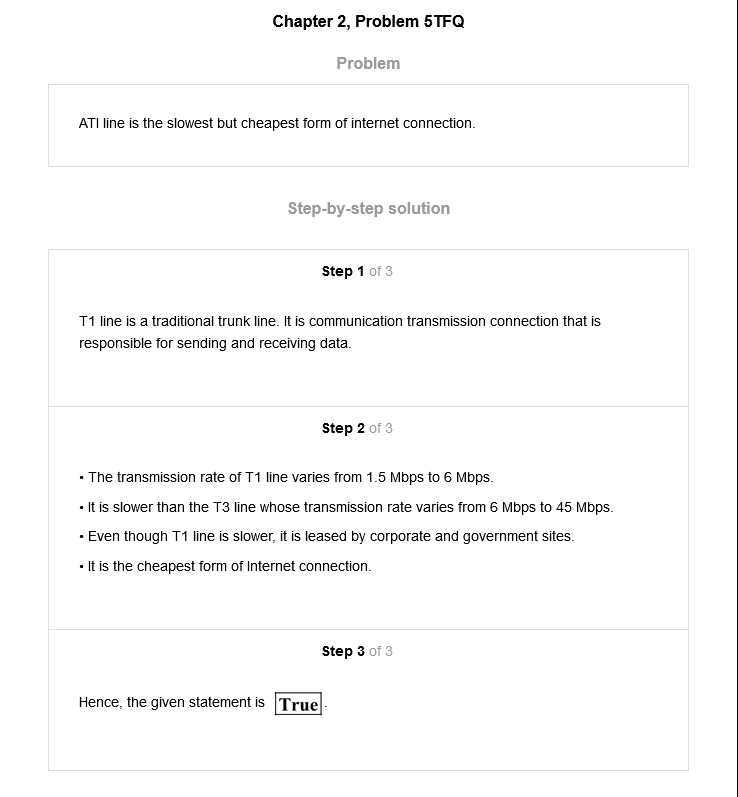 Chapter 2, Problem 5TFQ
Problem
ATI line is the slowest but cheapest form of internet connection.
Step-by-step solution
Step 1 of 3
T1 line is a traditional trunk line. It is communication transmission connection that is
responsible for sending and receiving data.
Step 2 of 3
• The transmission rate of T1 line varies from 1.5 Mbps to 6 Mbps.
• It is slower than the T3 line whose transmission rate varies from 6 Mbps to 45 Mbps.
• Even though T1 line is slower, it is leased by corporate and government sites.
• It is the cheapest form of Internet connection.
Step 3 of 3
Hence, the given statement is True.